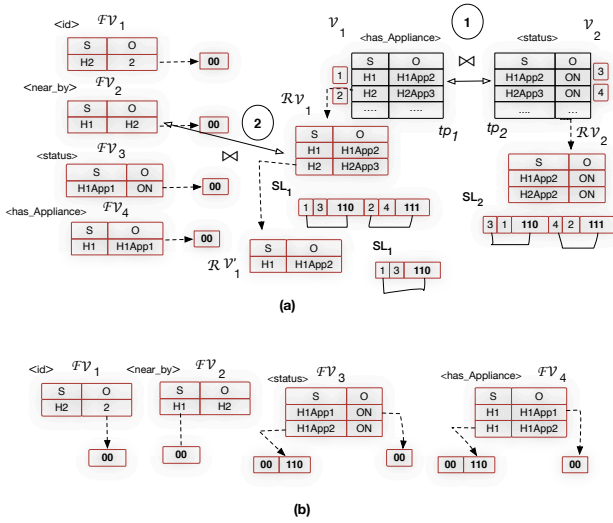 <id> FV1
S O
H2 2
00
<near_by> FV2
S O
H1 H2
00
<status> FV3
S O
H1App1 ON
00
<has_Appliance> FV4
S O
H1 H1App1
00
V1
<has_Appliance>
S O
1 H1 H1App2
2 H2 H2App3
.... .....
tp1
1
⋈
<status>
V2
S O
H1App2 ON 3
H2App3 ON 4
... ...
tp2
2
⋈
RV1
S O
H1 H1App2
H2 H2App3
RV2
S O
H1App2 ON
H2App2 ON
SL1
1 3 110 2 4 111
SL2
3 1 110 4 2 111
RV'1
S O
H1 H1App2
SL1
1 3 110
(a)
<id> FV1
S O
H2 2
00
<near_by> FV2
S O
H1 H2
00
<status> FV3
S O
H1App1 ON
H1App2 ON
00 110
00
<has_Appliance> FV4
S O
H1 H1App1
H1 H1App2
00 110
00
(b)